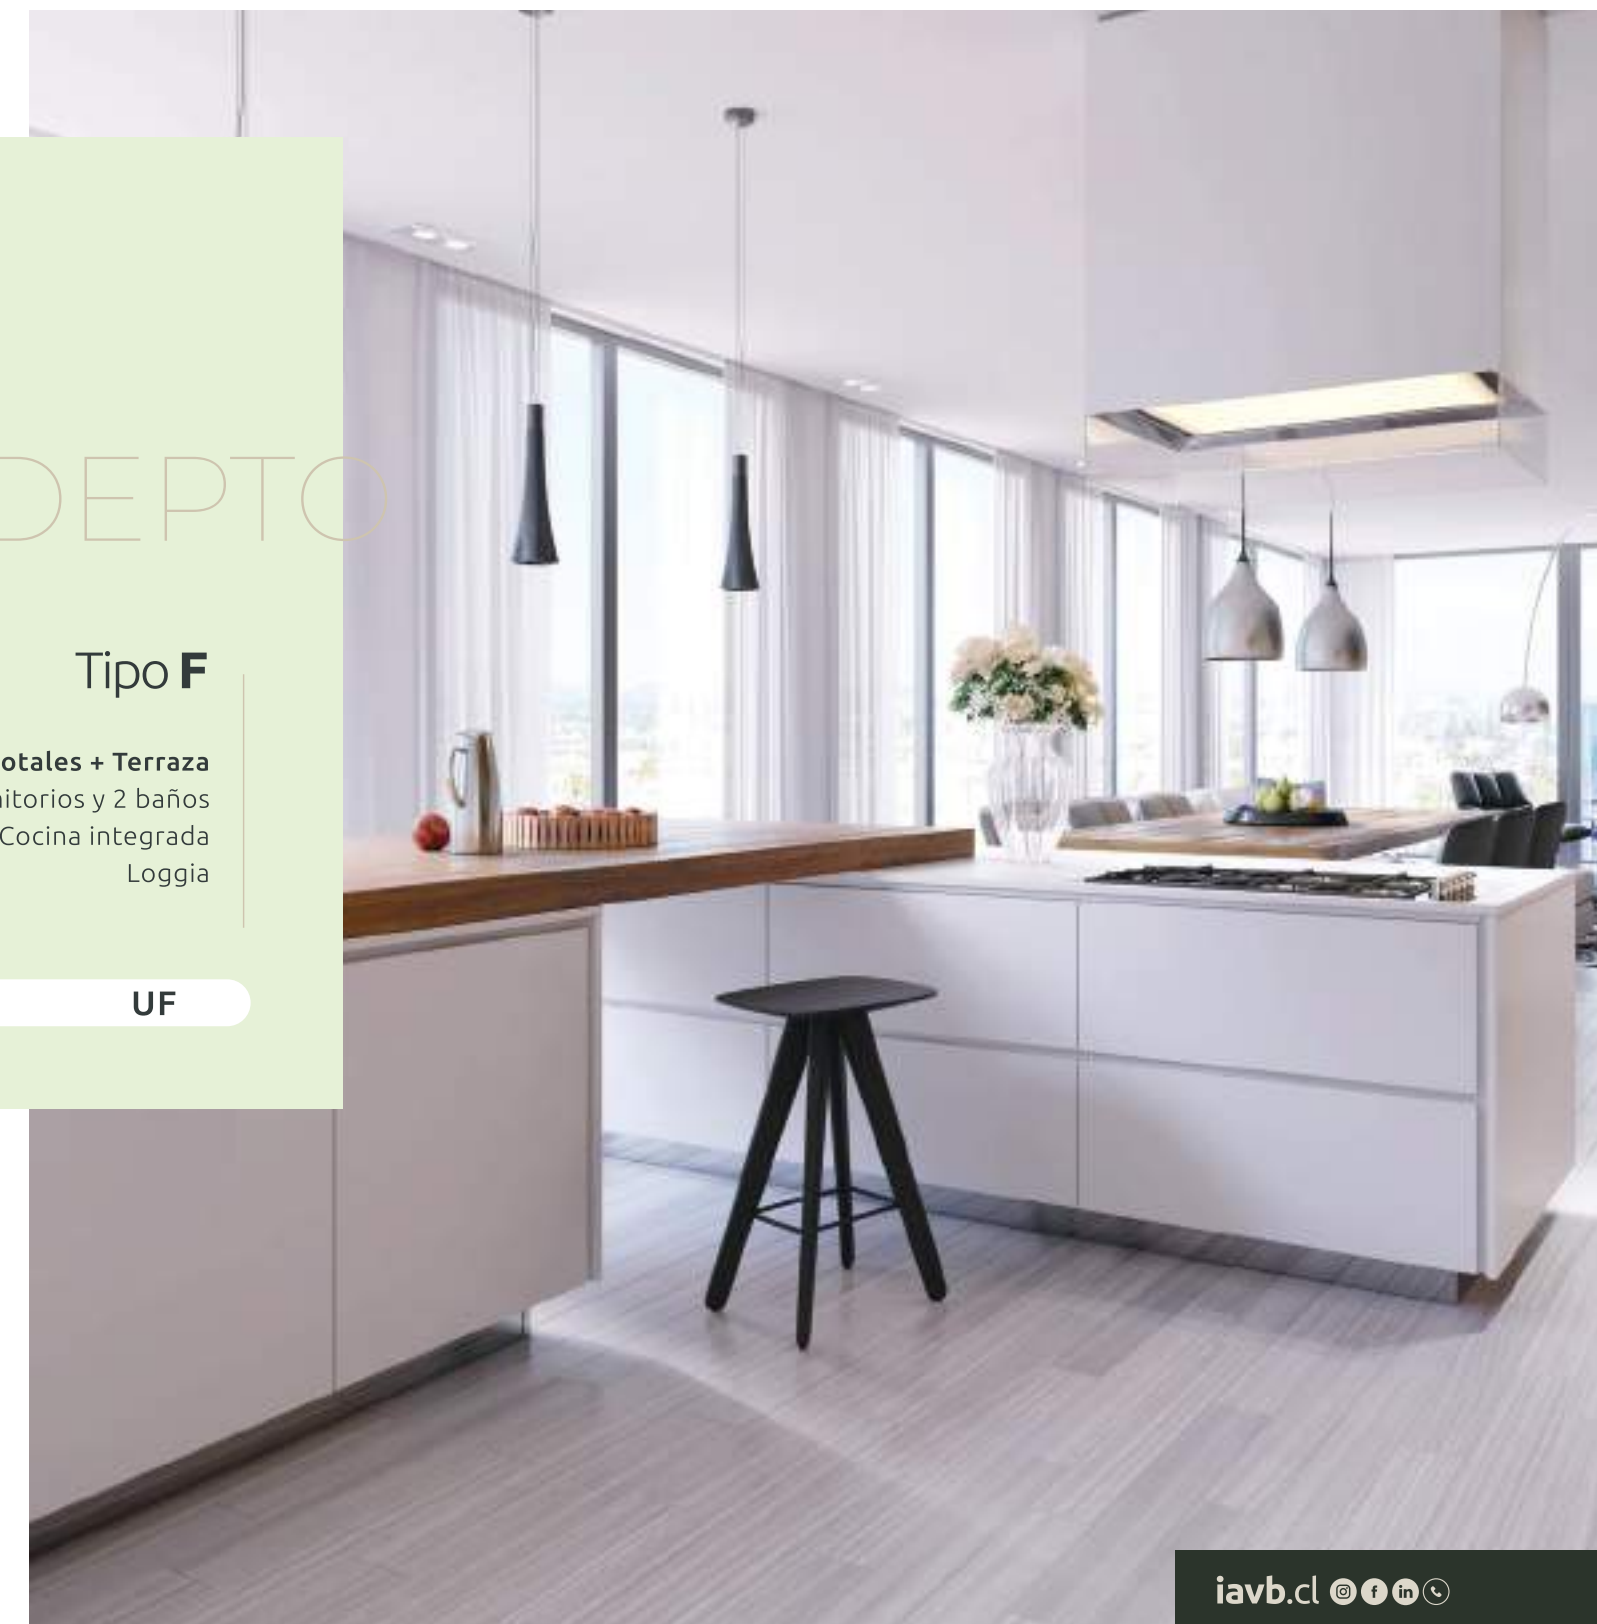 DEPTO
Tipo F
otales + Terraza
itorios y 2 baños
Cocina integrada
Loggia
UF
iavb.cl